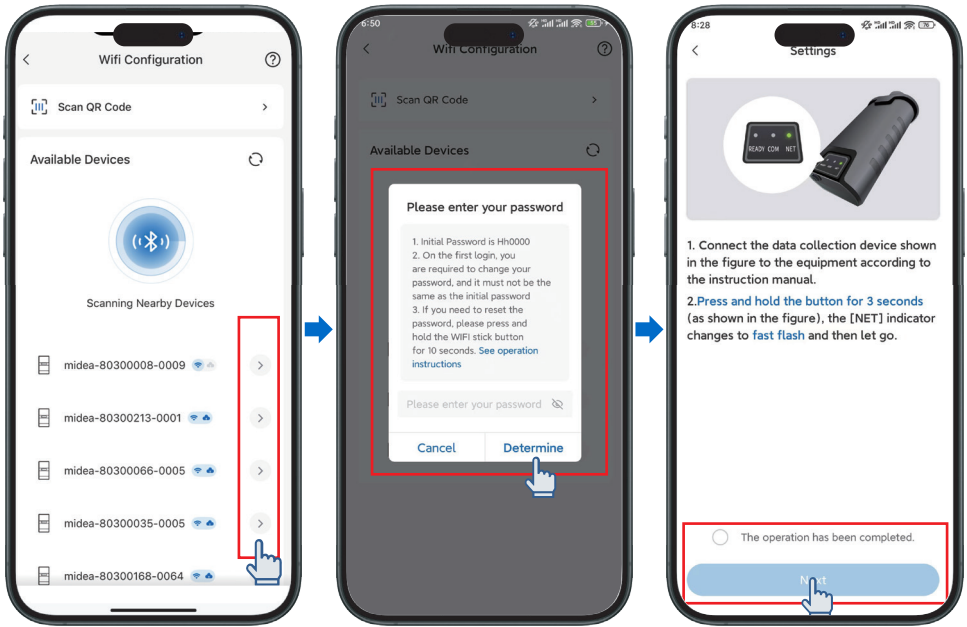 Wifi Configuration
Scan QR Code
Available Devices
Scanning Nearby Devices
midea-80300008-0009
midea-80300213-0001
midea-80300066-0005
midea-80300035-0005
midea-80300168-0064
6:50
Wifi Configuration
Scan QR Code
Available Devices
Please enter your password
1. Initial Password is Hh0000
2. On the first login, you
are required to change your
password, and it must not be the
same as the initial password
3. If you need to reset the
password, please press and
hold the WIFI stick button
for 10 seconds. See operation
instructions
Please enter your password
Cancel
Determine
8:28
76
Settings
READY COM NET
1. Connect the data collection device shown
in the figure to the equipment according to
the instruction manual.
2.Press and hold the button for 3 seconds
(as shown in the figure), the [NET] indicator
changes to fast flash and then let go.
The operation has been completed.
Next